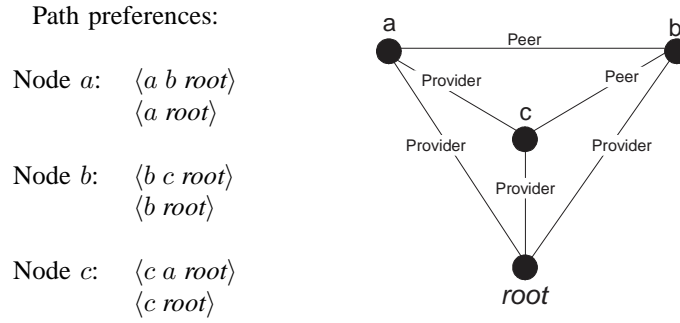 Path preferences:
Node a: ⟨a b root⟩
⟨a root⟩
Node b: ⟨b c root⟩
⟨b root⟩
Node c: ⟨c a root⟩
⟨c root⟩
a
b
Peer
Provider
Peer
c
Provider
Provider
Provider
root